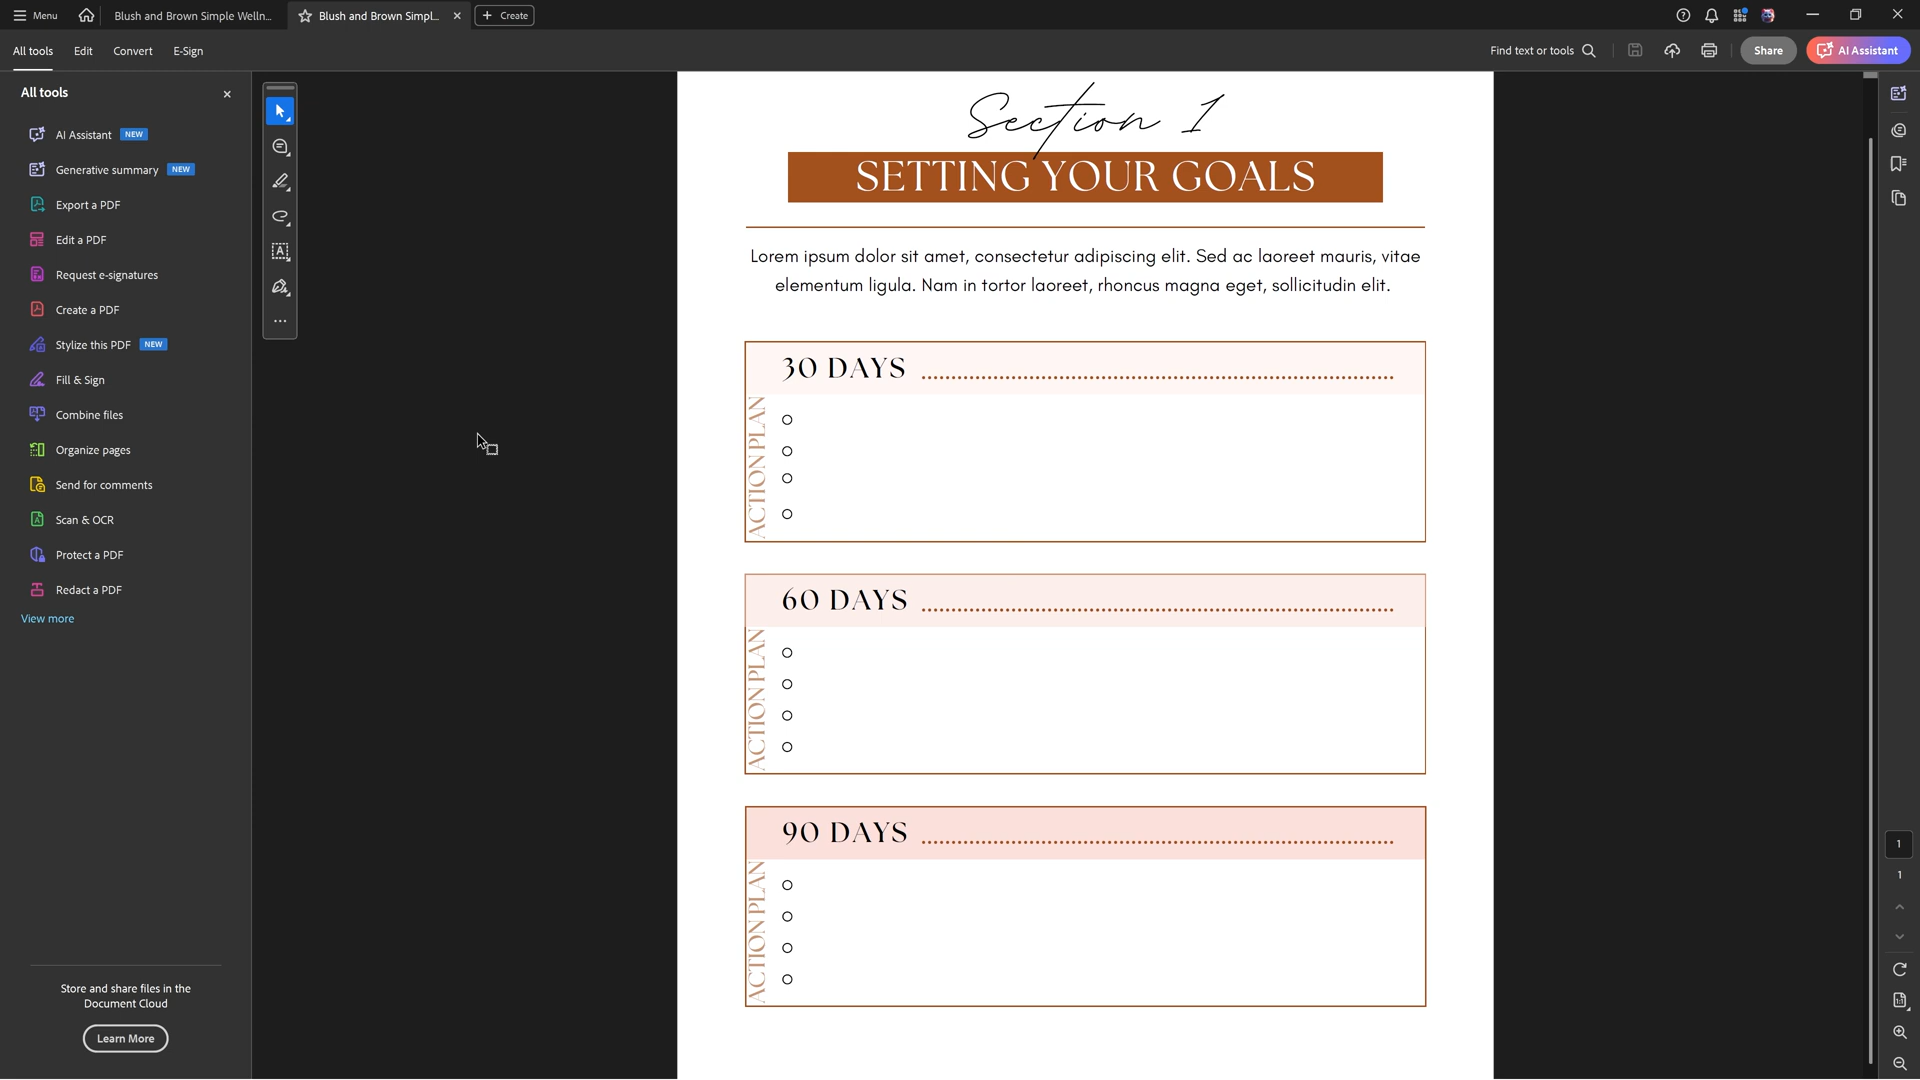 Menu
Blush and Brown Simple Welln...
Blush and Brown Simpl...
Create
All tools
Edit
Convert
E-Sign
Find text or tools
Share
AI Assistant
All tools
AI Assistant NEW
Generative summary NEW
Export a PDF
Edit a PDF
Request e-signatures
Create a PDF
Stylize this PDF NEW
Fill & Sign
Combine files
Organize pages
Send for comments
Scan & OCR
Protect a PDF
Redact a PDF
View more
Store and share files in the
Document Cloud
Learn More
Section 1
SETTING YOUR GOALS
Lorem ipsum dolor sit amet, consectetur adipiscing elit. Sed ac laoreet mauris, vitae
elementum ligula. Nam in tortor laoreet, rhoncus magna eget, sollicitudin elit.
30 DAYS
ACTION PLAN
60 DAYS
ACTION PLAN
90 DAYS
ACTION PLAN
1
1